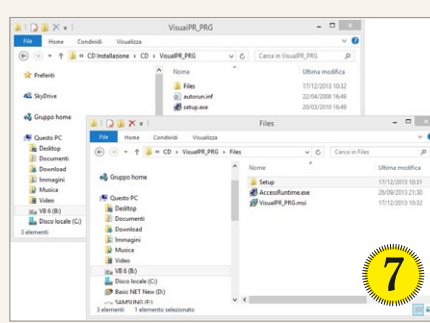 VisualPR_PRG
File Home Condividi Visualizza
CD Installazione CD VisualPR_PRG Cerca in VisualPR_PRG
Preferiti
SkyDrive
Gruppo home
Questo PC
Desktop
Documenti
Download
Immagini
Musica
Video
VB 6 (B:)
Disco locale (C:)
3 elementi
Nome Ultima modifica
Files 17/12/2013 10:32
autorun.inf 22/04/2008 16:49
setup.exe 20/03/2010 16:49
Files
File Home Condividi Visualizza
CD VisualPR_PRG Files Cerca in Files
Gruppo home
Questo PC
Desktop
Documenti
Download
Immagini
Musica
Video
VB 6 (B:)
Disco locale (C:)
Basic NET New (D:)
SAMSUNG (F:)
Nome Ultima modifica
Setup 17/12/2013 10:31
AccessRuntime.exe 26/09/2013 21:30
VisualPR_PRG.msi 17/12/2013 10:32
3 elementi 1 elemento selezionato
7